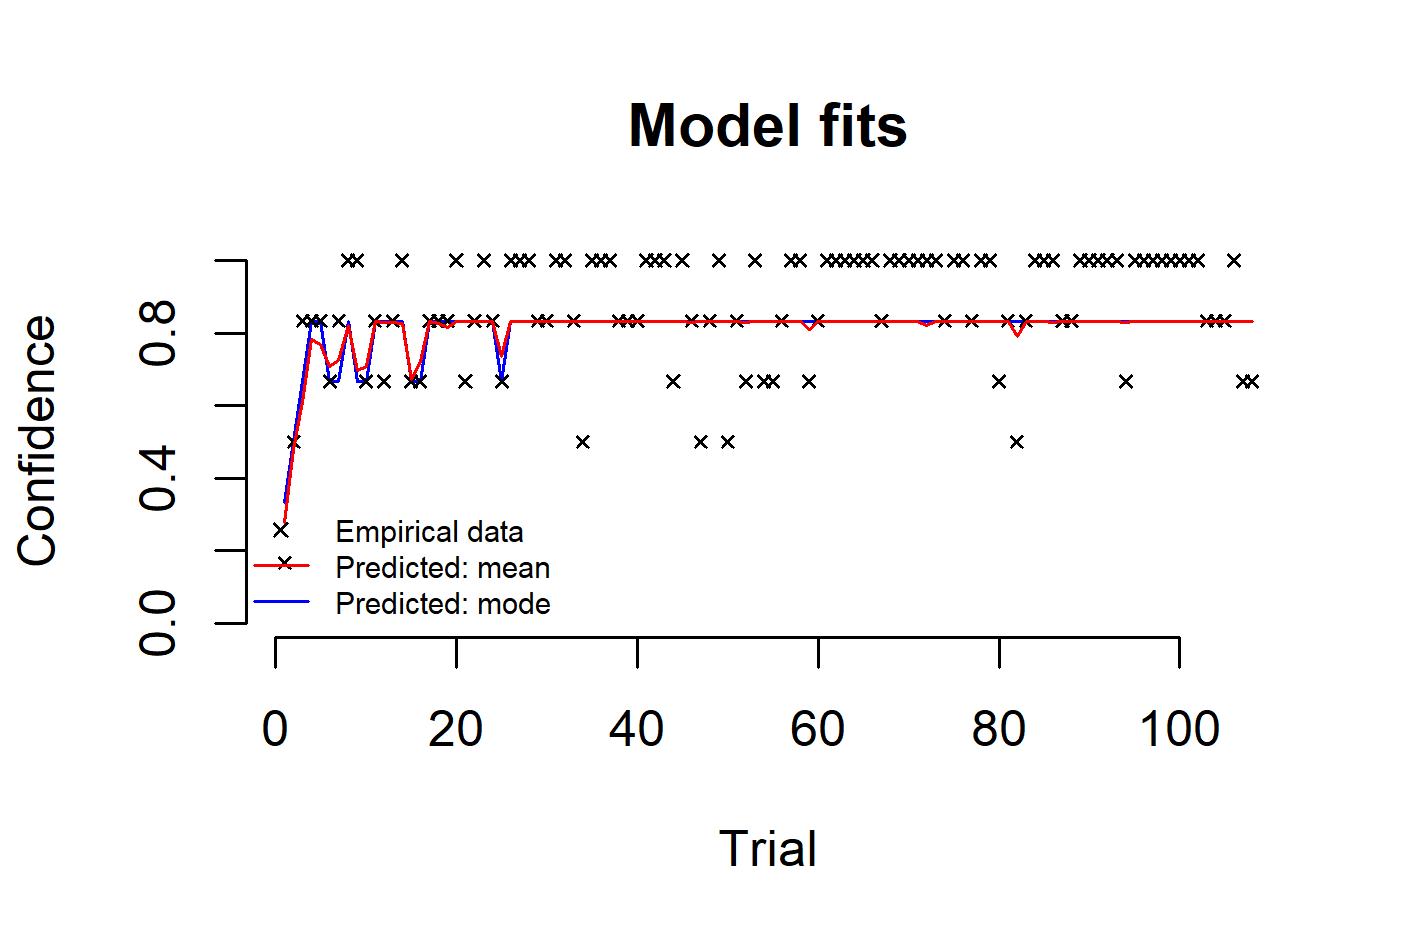 Model fits
Confidence
0.8
0.4
0.0
Empirical data
Predicted: mean
Predicted: mode
0 20 40 60 80 100
Trial